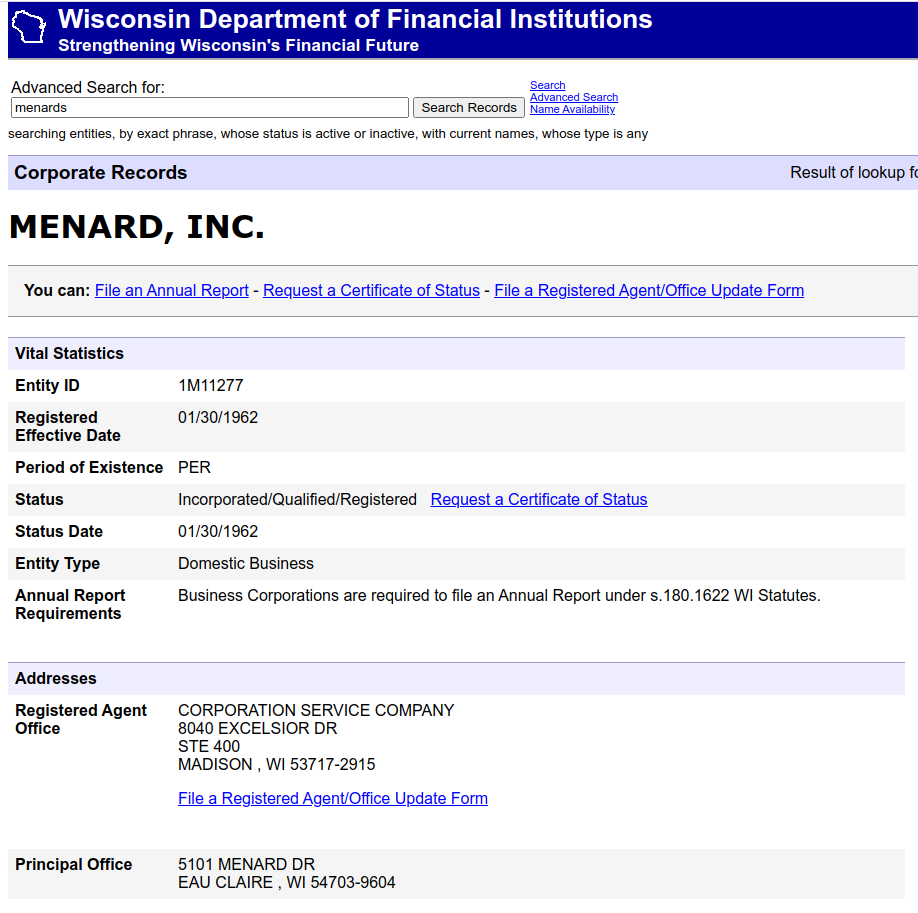 Wisconsin Department of Financial Institutions
Strengthening Wisconsin's Financial Future
Advanced Search for:
menards Search Records
Search
Advanced Search
Name Availability
searching entities, by exact phrase, whose status is active or inactive, with current names, whose type is any
Corporate Records Result of lookup fo
MENARD, INC.
You can: File an Annual Report - Request a Certificate of Status - File a Registered Agent/Office Update Form
Vital Statistics
Entity ID 1M11277
Registered Effective Date 01/30/1962
Period of Existence PER
Status Incorporated/Qualified/Registered Request a Certificate of Status
Status Date 01/30/1962
Entity Type Domestic Business
Annual Report Requirements Business Corporations are required to file an Annual Report under s.180.1622 WI Statutes.
Addresses
Registered Agent Office CORPORATION SERVICE COMPANY
8040 EXCELSIOR DR
STE 400
MADISON , WI 53717-2915
File a Registered Agent/Office Update Form
Principal Office 5101 MENARD DR
EAU CLAIRE , WI 54703-9604